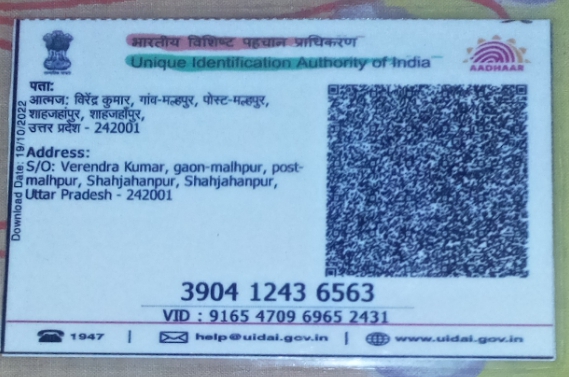 भारतीय विशिष्ट पहचान प्राधिकरण
Unique Identification Authority of India
AADHAAR
पता:
आत्मज: विरेंद्र कुमार, गांव-मल्हपुर, पोस्ट-मल्हपुर,
शाहजहांपुर, शाहजहाँपुर,
उत्तर प्रदेश - 242001
Address:
S/O: Verendra Kumar, gaon-malhpur, post-
malhpur, Shahjahanpur, Shahjahanpur,
Uttar Pradesh - 242001
Download Date: 19/10/2022
3904 1243 6563
VID : 9165 4709 6965 2431
1947 | help@uidai.gov.in | www.uidai.gov.in